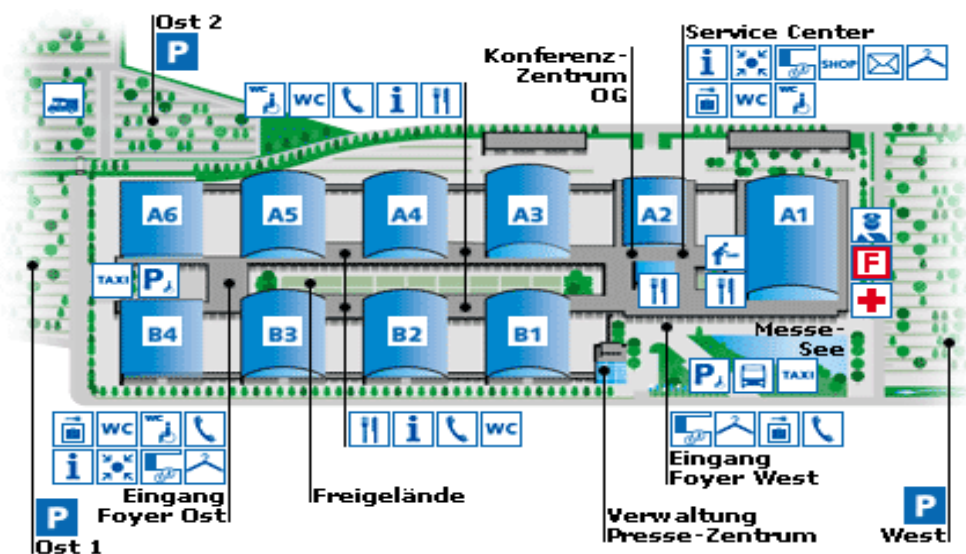 Ost 2
P
Service Center
i
SHOP
WC
WC
Konferenz-
Zentrum
OG
WC
WC
i
A6
A5
A4
A3
A2
A1
F
TAXI
P
B4
B3
B2
B1
Messe-
See
P
TAXI
WC
WC
i
i
WC
Eingang
Foyer West
Eingang
Foyer Ost
Freigelände
P
Ost 1
Verwaltung
Presse-Zentrum
P
West